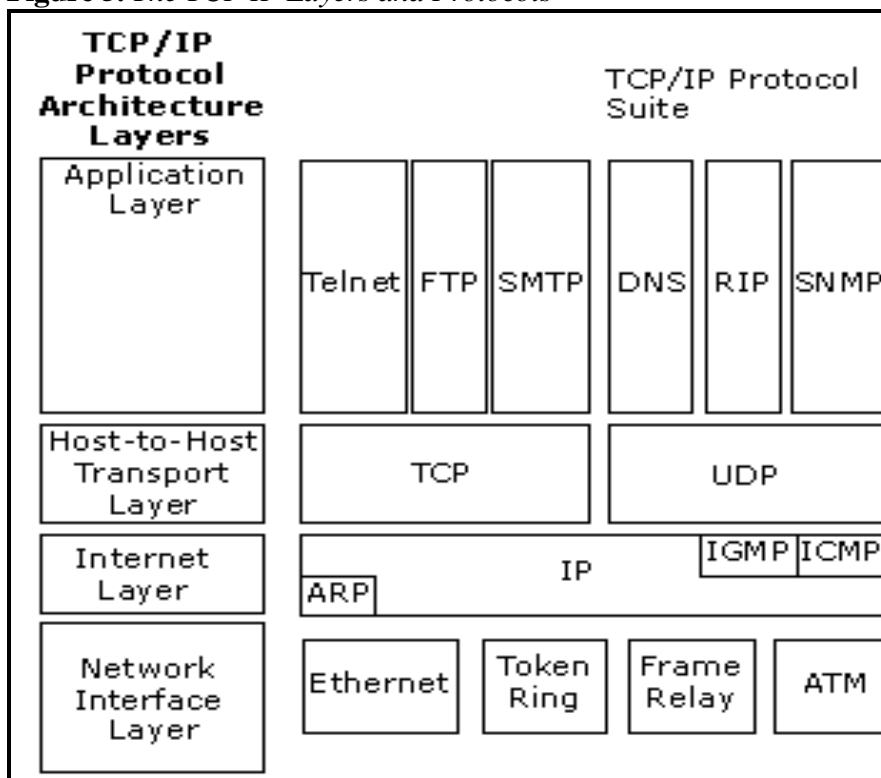 TCP/IP
Protocol
Architecture
Layers
TCP/IP Protocol
Suite
Application
Layer
Telnet FTP SMTP DNS RIP SNMP
Host-to-Host
Transport
Layer
TCP UDP
Internet
Layer
ARP IP IGMP ICMP
Network
Interface
Layer
Ethernet
Token
Ring
Frame
Relay
ATM